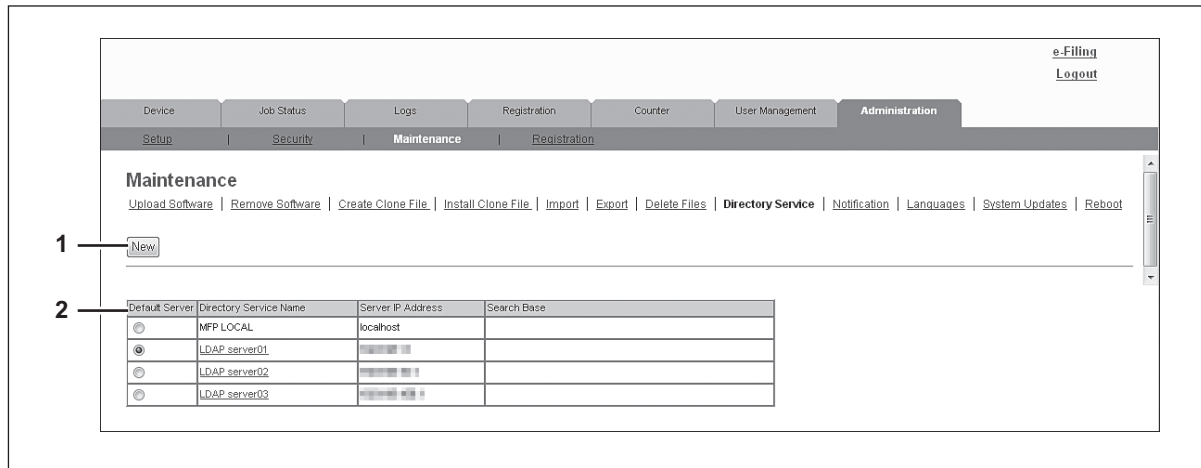 e-Filing
Logout
Device Job Status Logs Registration Counter User Management Administration
Setup | Security | Maintenance | Registration
Maintenance
Upload Software | Remove Software | Create Clone File | Install Clone File | Import | Export | Delete Files | Directory Service | Notification | Languages | System Updates | Reboot
1 New
2 Default Server Directory Service Name Server IP Address Search Base
MFP LOCAL localhost
LDAP server01
LDAP server02
LDAP server03